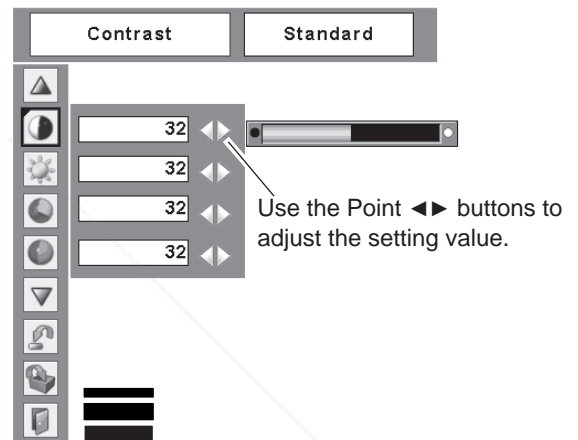 Contrast Standard
32
32
32
32
Use the Point ◄► buttons to
adjust the setting value.